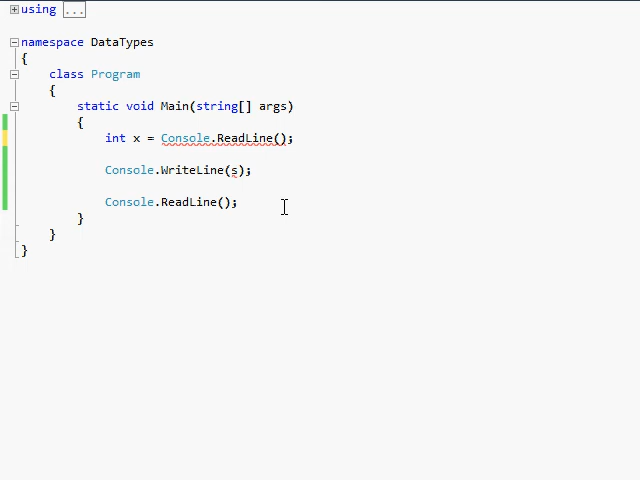 using ...
namespace DataTypes
{
class Program
{
static void Main(string[] args)
{
int x = Console.ReadLine();
Console.WriteLine(s);
Console.ReadLine();
}
}
}